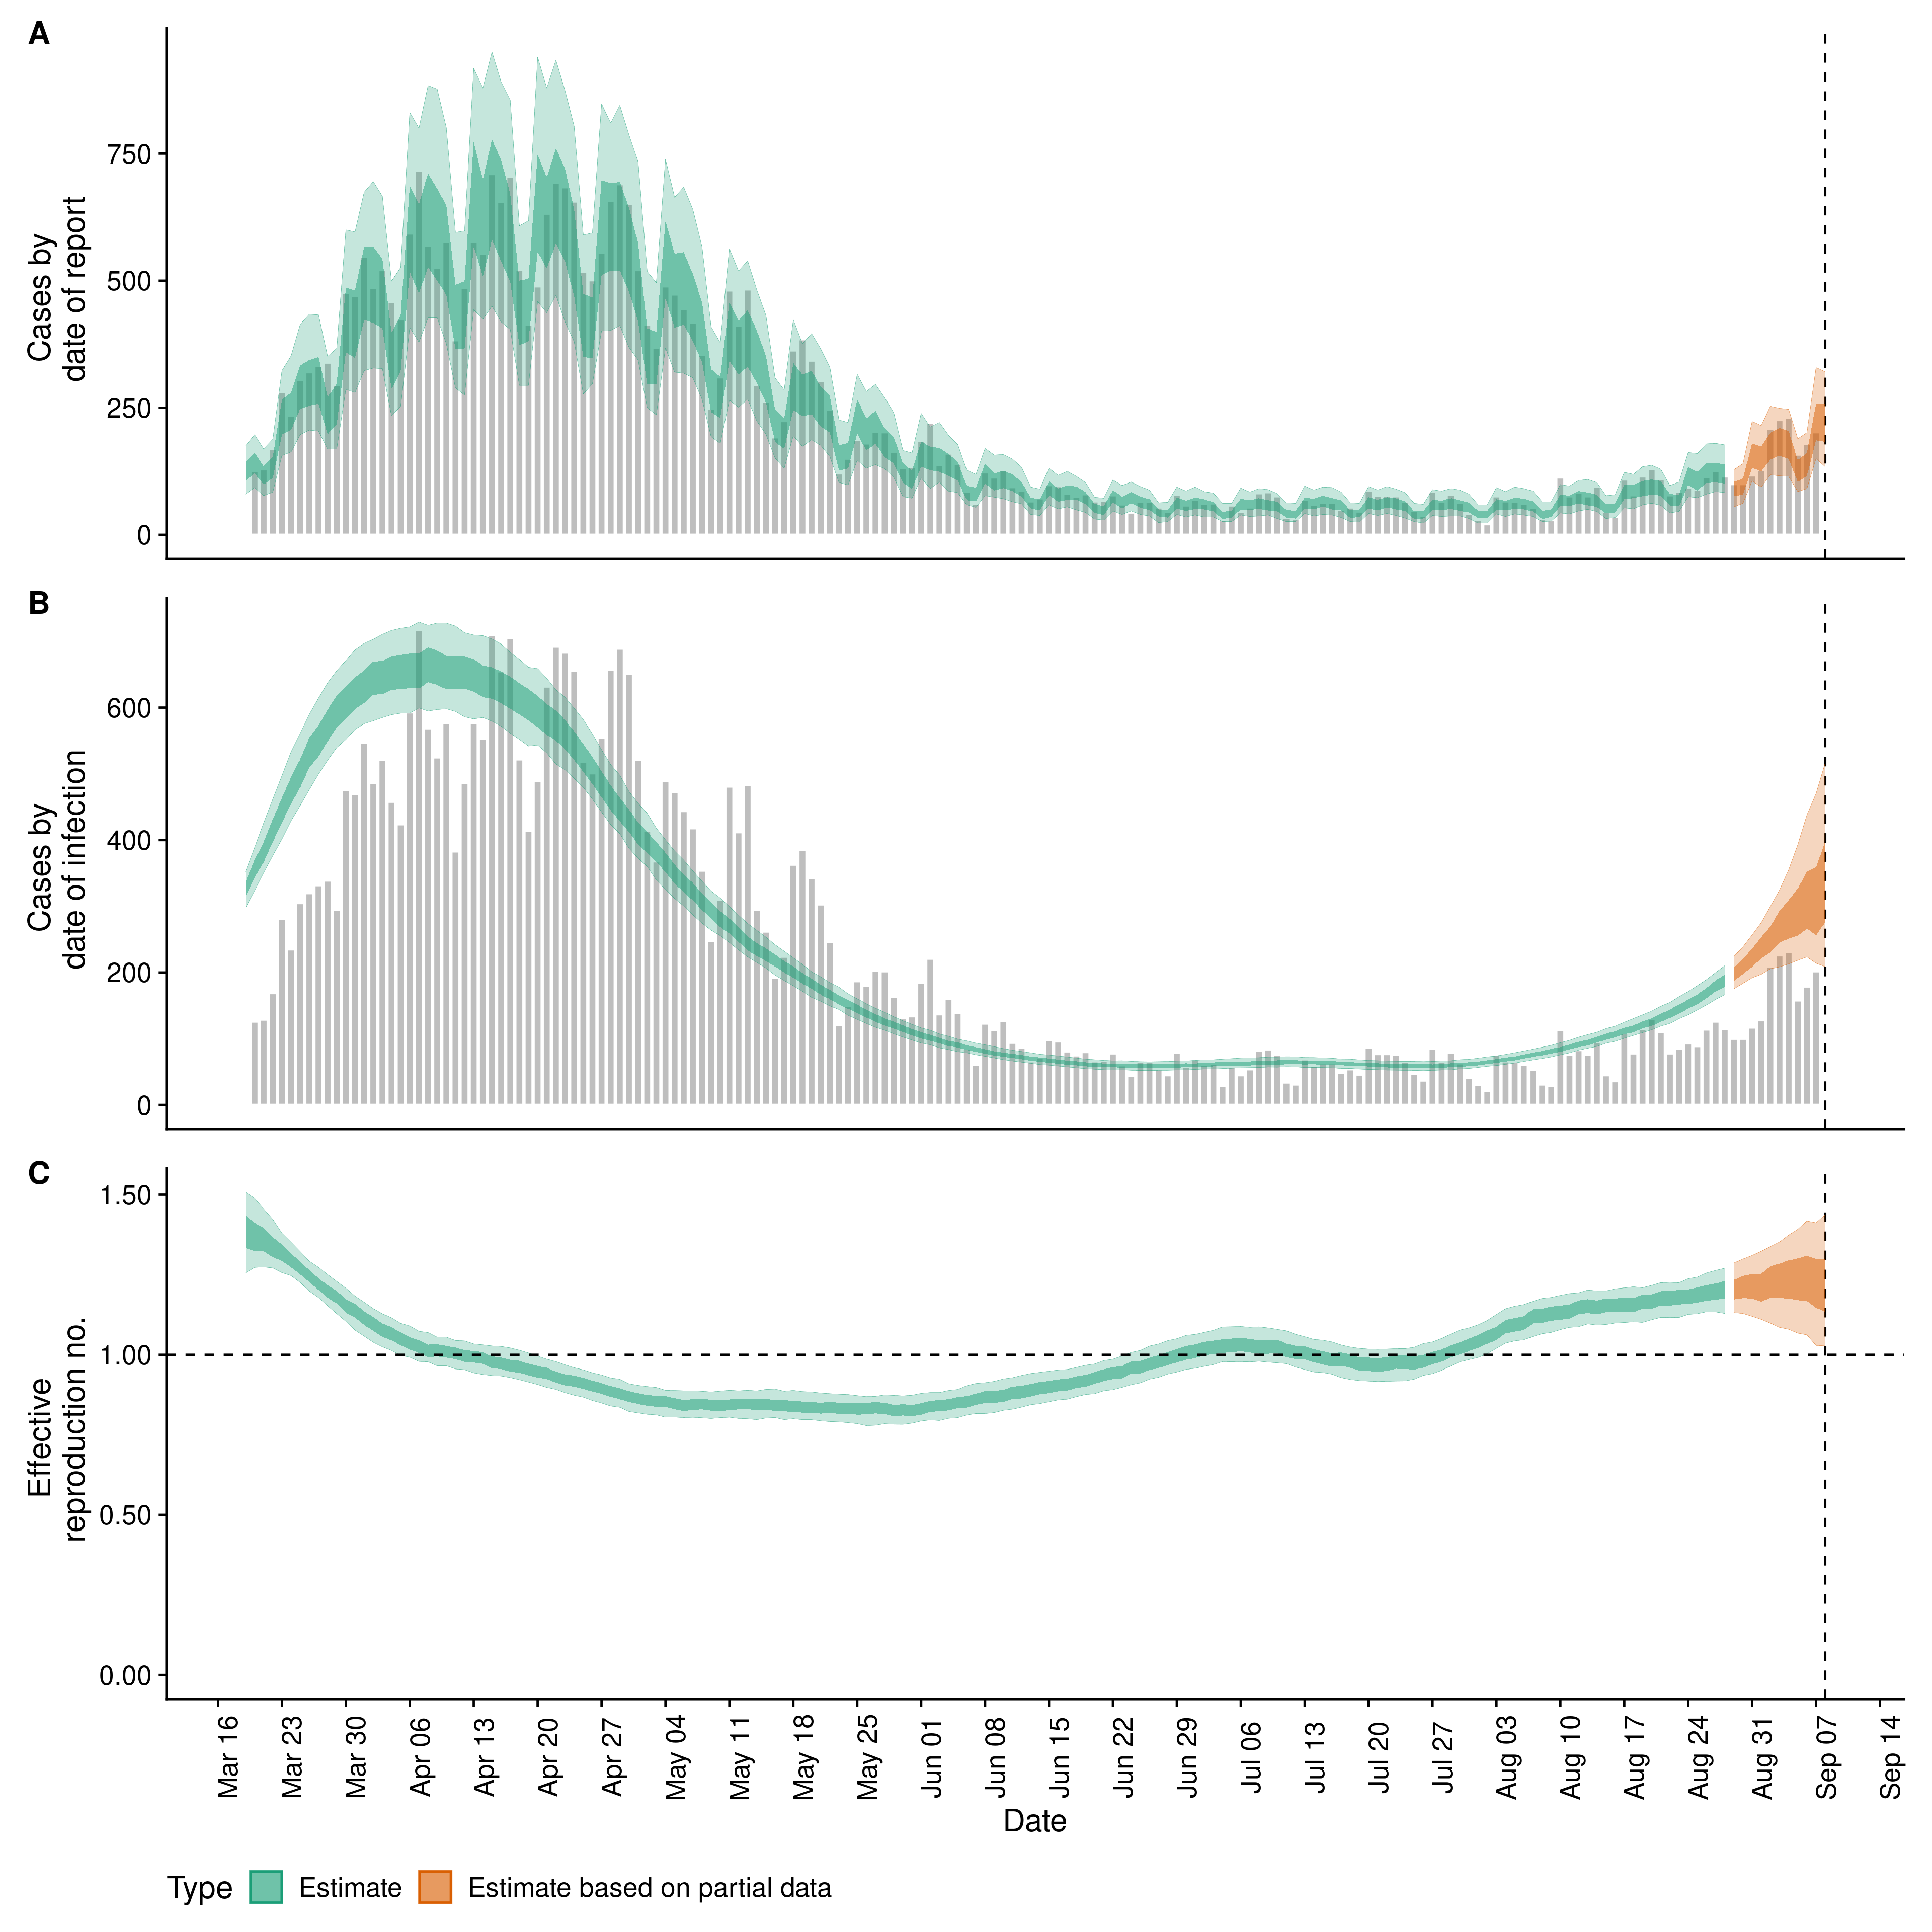 A
Cases by
date of report
750
500
250
0
B
Cases by
date of infection
600
400
200
0
C
Effective
reproduction no.
1.50
1.00
0.50
0.00
Mar 16
Mar 23
Mar 30
Apr 06
Apr 13
Apr 20
Apr 27
May 04
May 11
May 18
May 25
Jun 01
Jun 08
Jun 15
Jun 22
Jun 29
Jul 06
Jul 13
Jul 20
Jul 27
Aug 03
Aug 10
Aug 17
Aug 24
Aug 31
Sep 07
Sep 14
Date
Type Estimate Estimate based on partial data